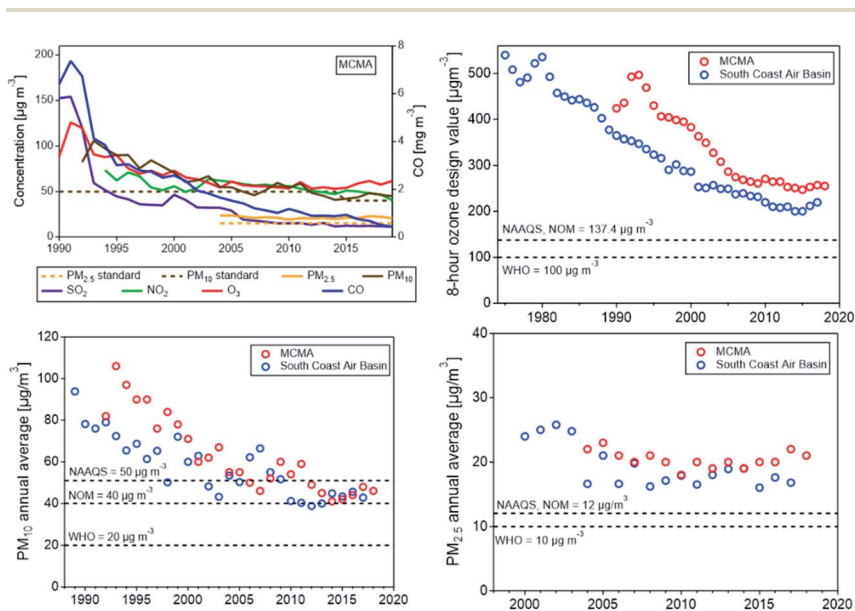 MCMA
Concentration [µg m⁻³]
CO [mg m⁻³]
200
150
100
50
0
8
6
4
2
0
1990
1995
2000
2005
2010
2015
PM₂.₅ standard
PM₁₀ standard
PM₂.₅
PM₁₀
SO₂
NO₂
O₃
CO
8-hour ozone design value [µgm⁻³]
MCMA
South Coast Air Basin
500
400
300
200
100
0
NAAQS, NOM = 137.4 µg m⁻³
WHO = 100 µg m⁻³
1980
1990
2000
2010
2020
PM₁₀ annual average [µg/m³]
MCMA
South Coast Air Basin
120
100
80
60
40
20
0
NAAQS = 50 µg m⁻³
NOM = 40 µg m⁻³
WHO = 20 µg m⁻³
1990
1995
2000
2005
2010
2015
2020
PM₂.₅ annual average [µg/m³]
MCMA
South Coast Air Basin
40
30
20
10
0
NAAQS, NOM = 12 µg/m³
WHO = 10 µg m⁻³
2000
2005
2010
2015
2020